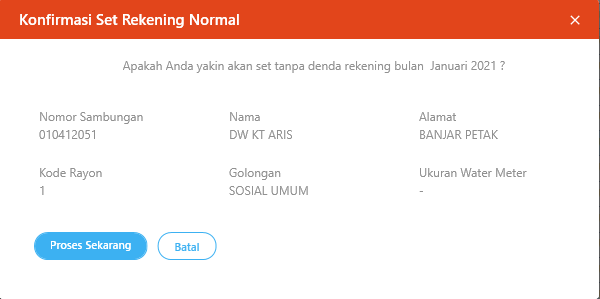 Konfirmasi Set Rekening Normal
Apakah Anda yakin akan set tanpa denda rekening bulan Januari 2021 ?
Nomor Sambungan Nama Alamat
010412051 DW KT ARIS BANJAR PETAK
Kode Rayon Golongan Ukuran Water Meter
1 SOSIAL UMUM -
Proses Sekarang Batal